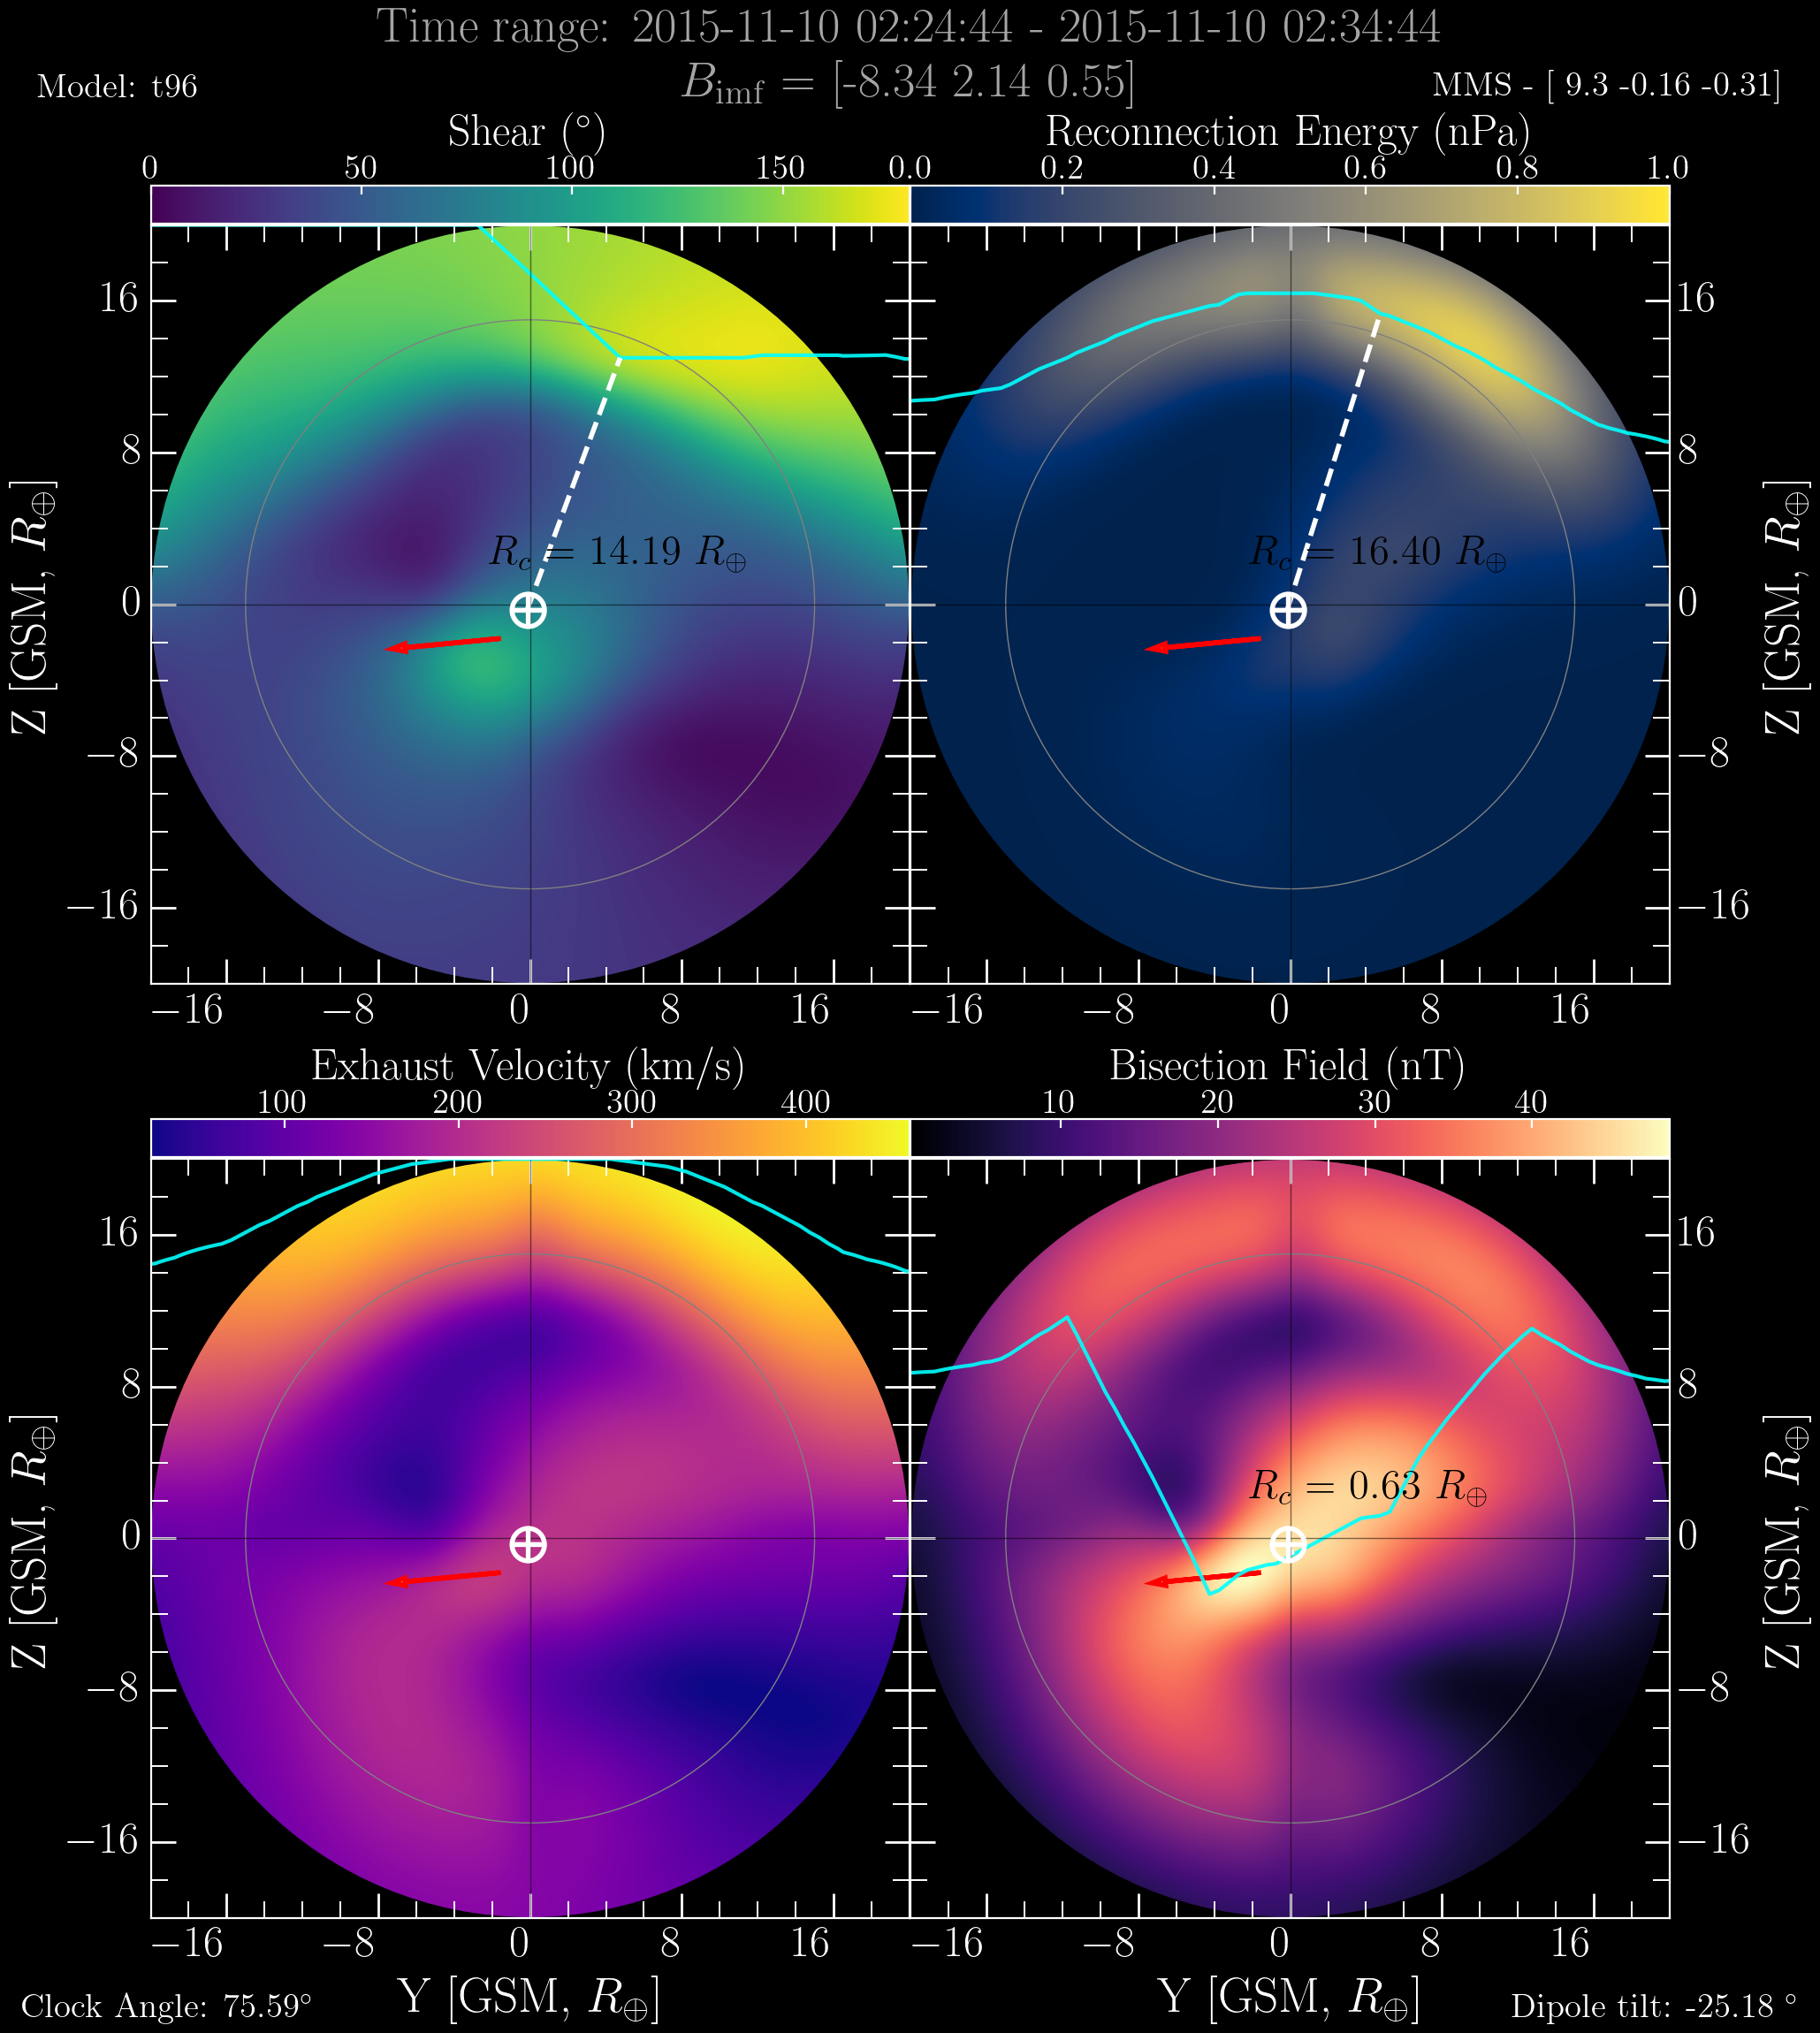 Time range: 2015-11-10 02:24:44 - 2015-11-10 02:34:44
Model: t96
B_imf = [-8.34 2.14 0.55]
MMS - [ 9.3 -0.16 -0.31]
Shear (°)
Reconnection Energy (nPa)
0 50 100 150
0.0 0.2 0.4 0.6 0.8 1.0
16
8
0
−8
−16
Z [GSM, R⊕]
R_c = 14.19 R⊕
R_c = 16.40 R⊕
16
8
0
−8
−16
Z [GSM, R⊕]
−16 −8 0 8 16
−16 −8 0 8 16
Exhaust Velocity (km/s)
Bisection Field (nT)
100 200 300 400
10 20 30 40
16
8
0
−8
−16
Z [GSM, R⊕]
R_c = 0.63 R⊕
16
8
0
−8
−16
Z [GSM, R⊕]
−16 −8 0 8 16
−16 −8 0 8 16
Y [GSM, R⊕]
Y [GSM, R⊕]
Clock Angle: 75.59°
Dipole tilt: -25.18 °